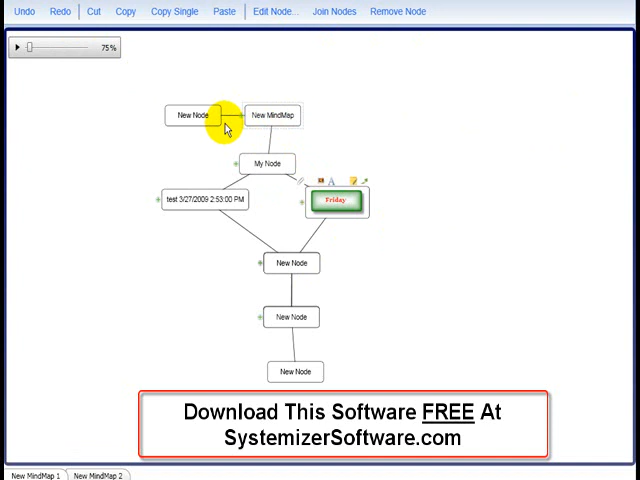 Undo Redo Cut Copy Copy Single Paste Edit Node... Join Nodes Remove Node
75%
New Node New MindMap
My Node
test 3/27/2009 2:53:00 PM Friday
New Node
New Node
New Node
Download This Software FREE At
SystemizerSoftware.com
New MindMap 1 New MindMap 2